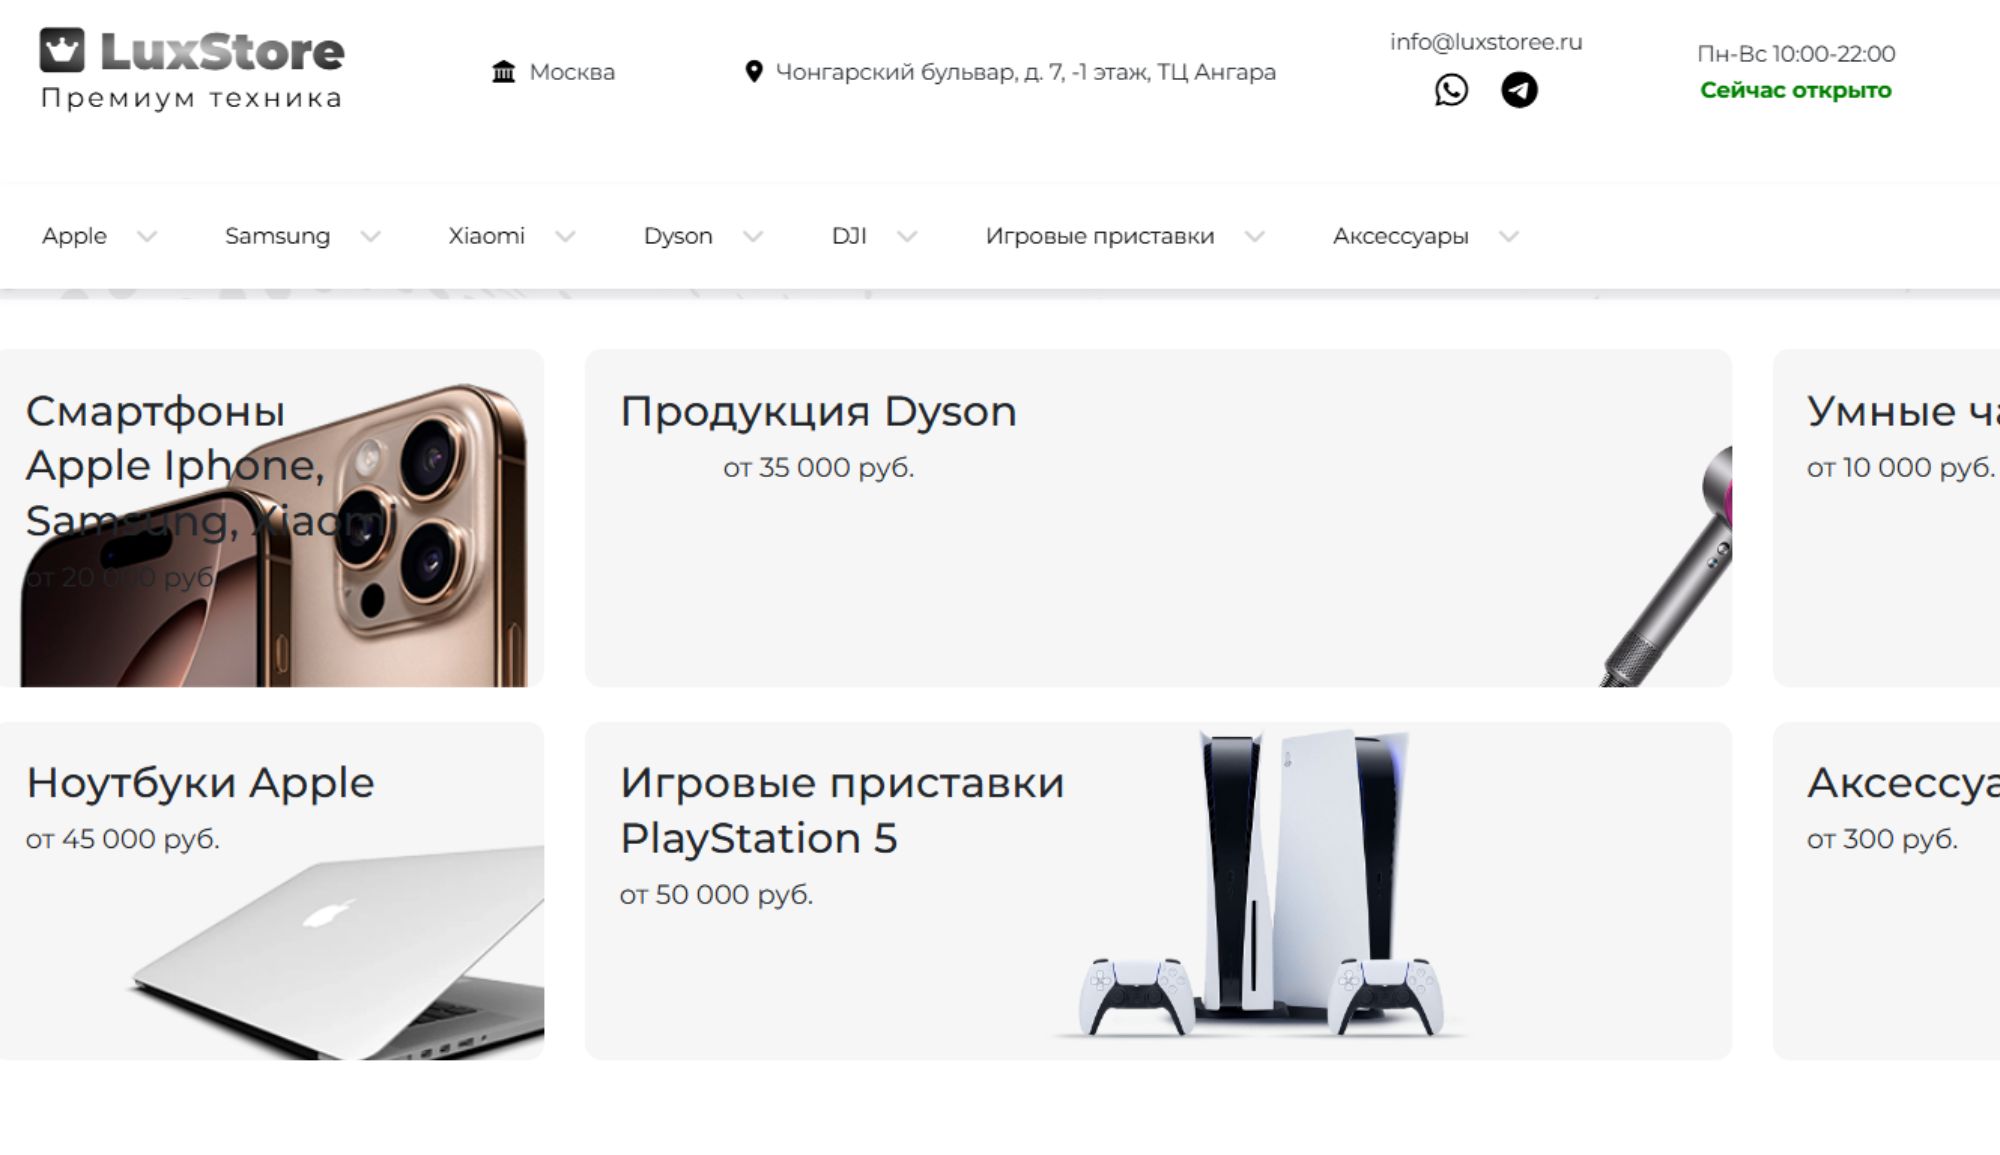 LuxStore
Премиум техника
Москва
Чонгарский бульвар, д. 7, -1 этаж, ТЦ Ангара
info@luxstoree.ru
Пн-Вс 10:00-22:00
Сейчас открыто
Apple
Samsung
Xiaomi
Dyson
DJI
Игровые приставки
Аксессуары
Смартфоны
Apple Iphone,
Samsung, Xiaomi
от 20 000 руб.
Продукция Dyson
от 35 000 руб.
Умные ча
от 10 000 руб.
Ноутбуки Apple
от 45 000 руб.
Игровые приставки
PlayStation 5
от 50 000 руб.
Аксессуа
от 300 руб.